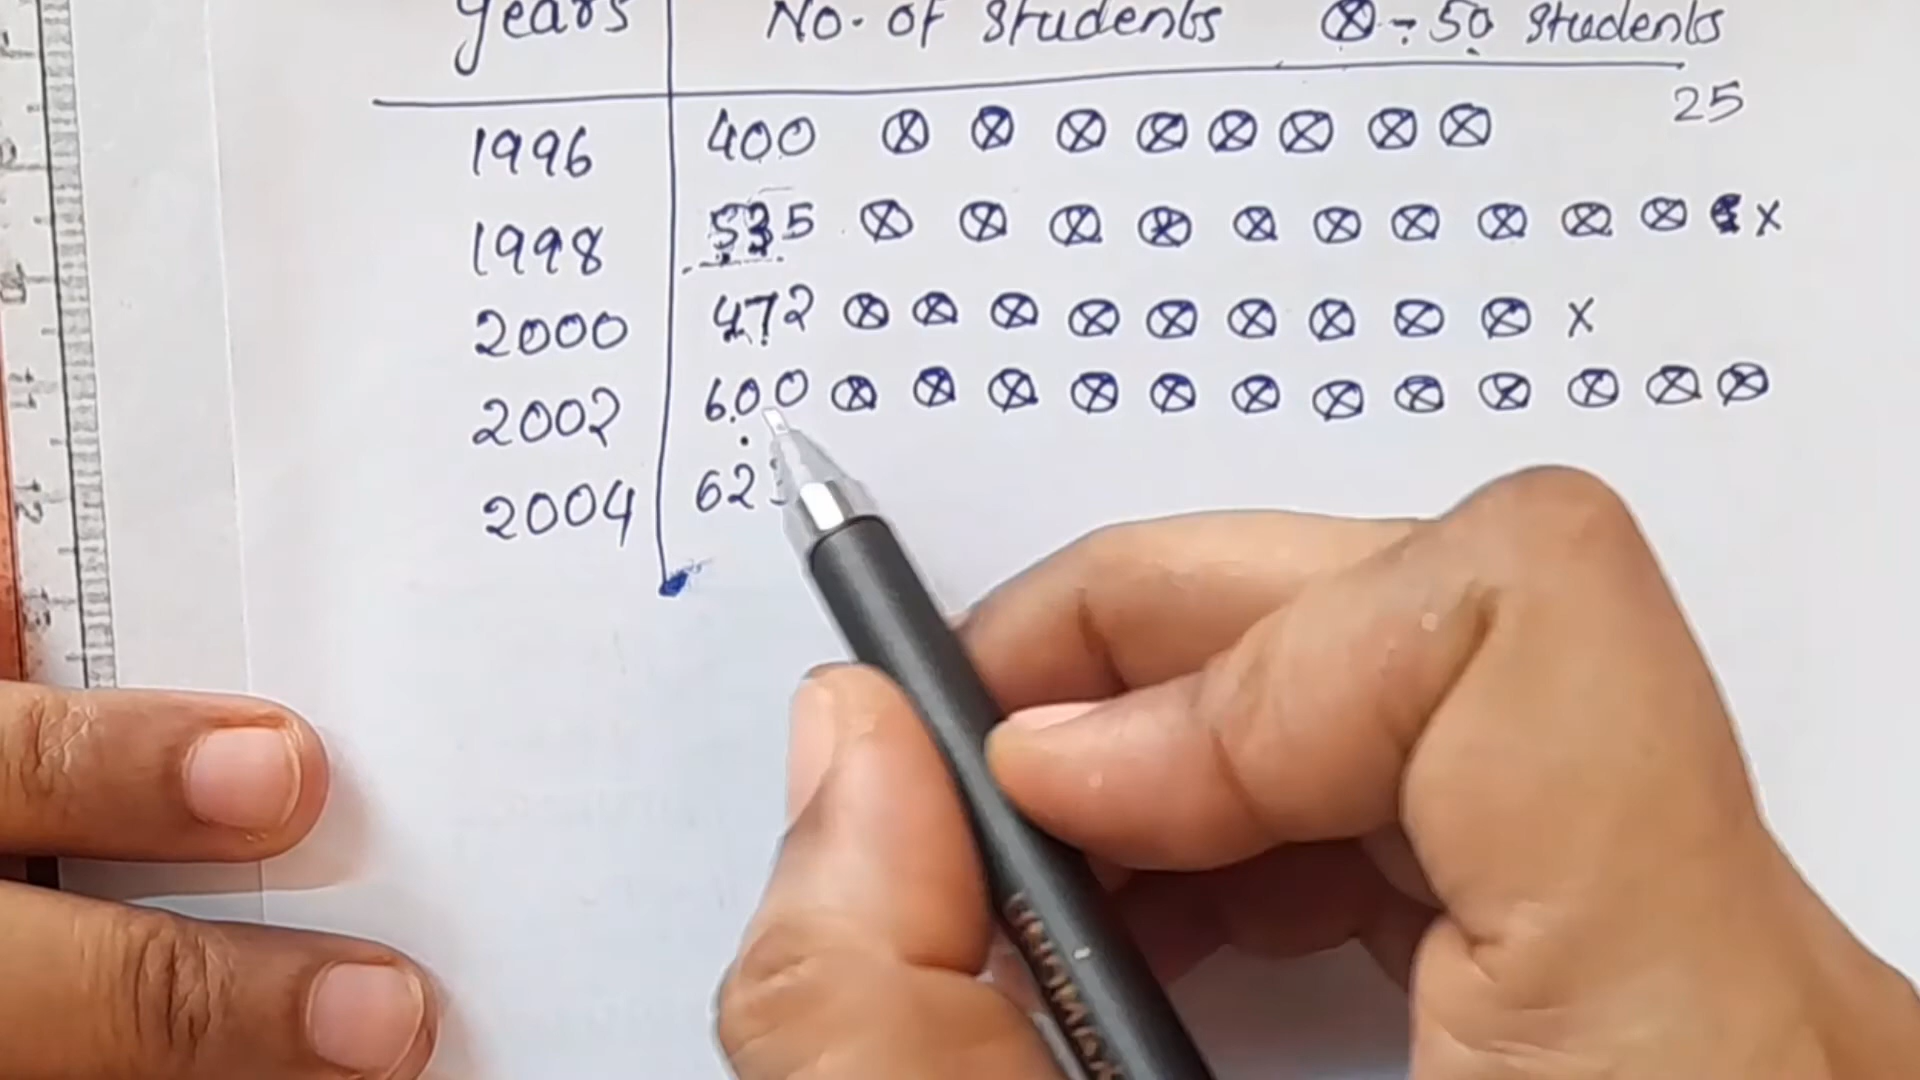 years No. of students ⊗ - 50 students
25
1996 400 ⊗ ⊗ ⊗ ⊗ ⊗ ⊗ ⊗ ⊗
1998 535 ⊗ ⊗ ⊗ ⊗ ⊗ ⊗ ⊗ ⊗ ⊗ ⊗ x
2000 472 ⊗ ⊗ ⊗ ⊗ ⊗ ⊗ ⊗ ⊗ ⊗ x
2002 600 ⊗ ⊗ ⊗ ⊗ ⊗ ⊗ ⊗ ⊗ ⊗ ⊗ ⊗ ⊗
2004 62